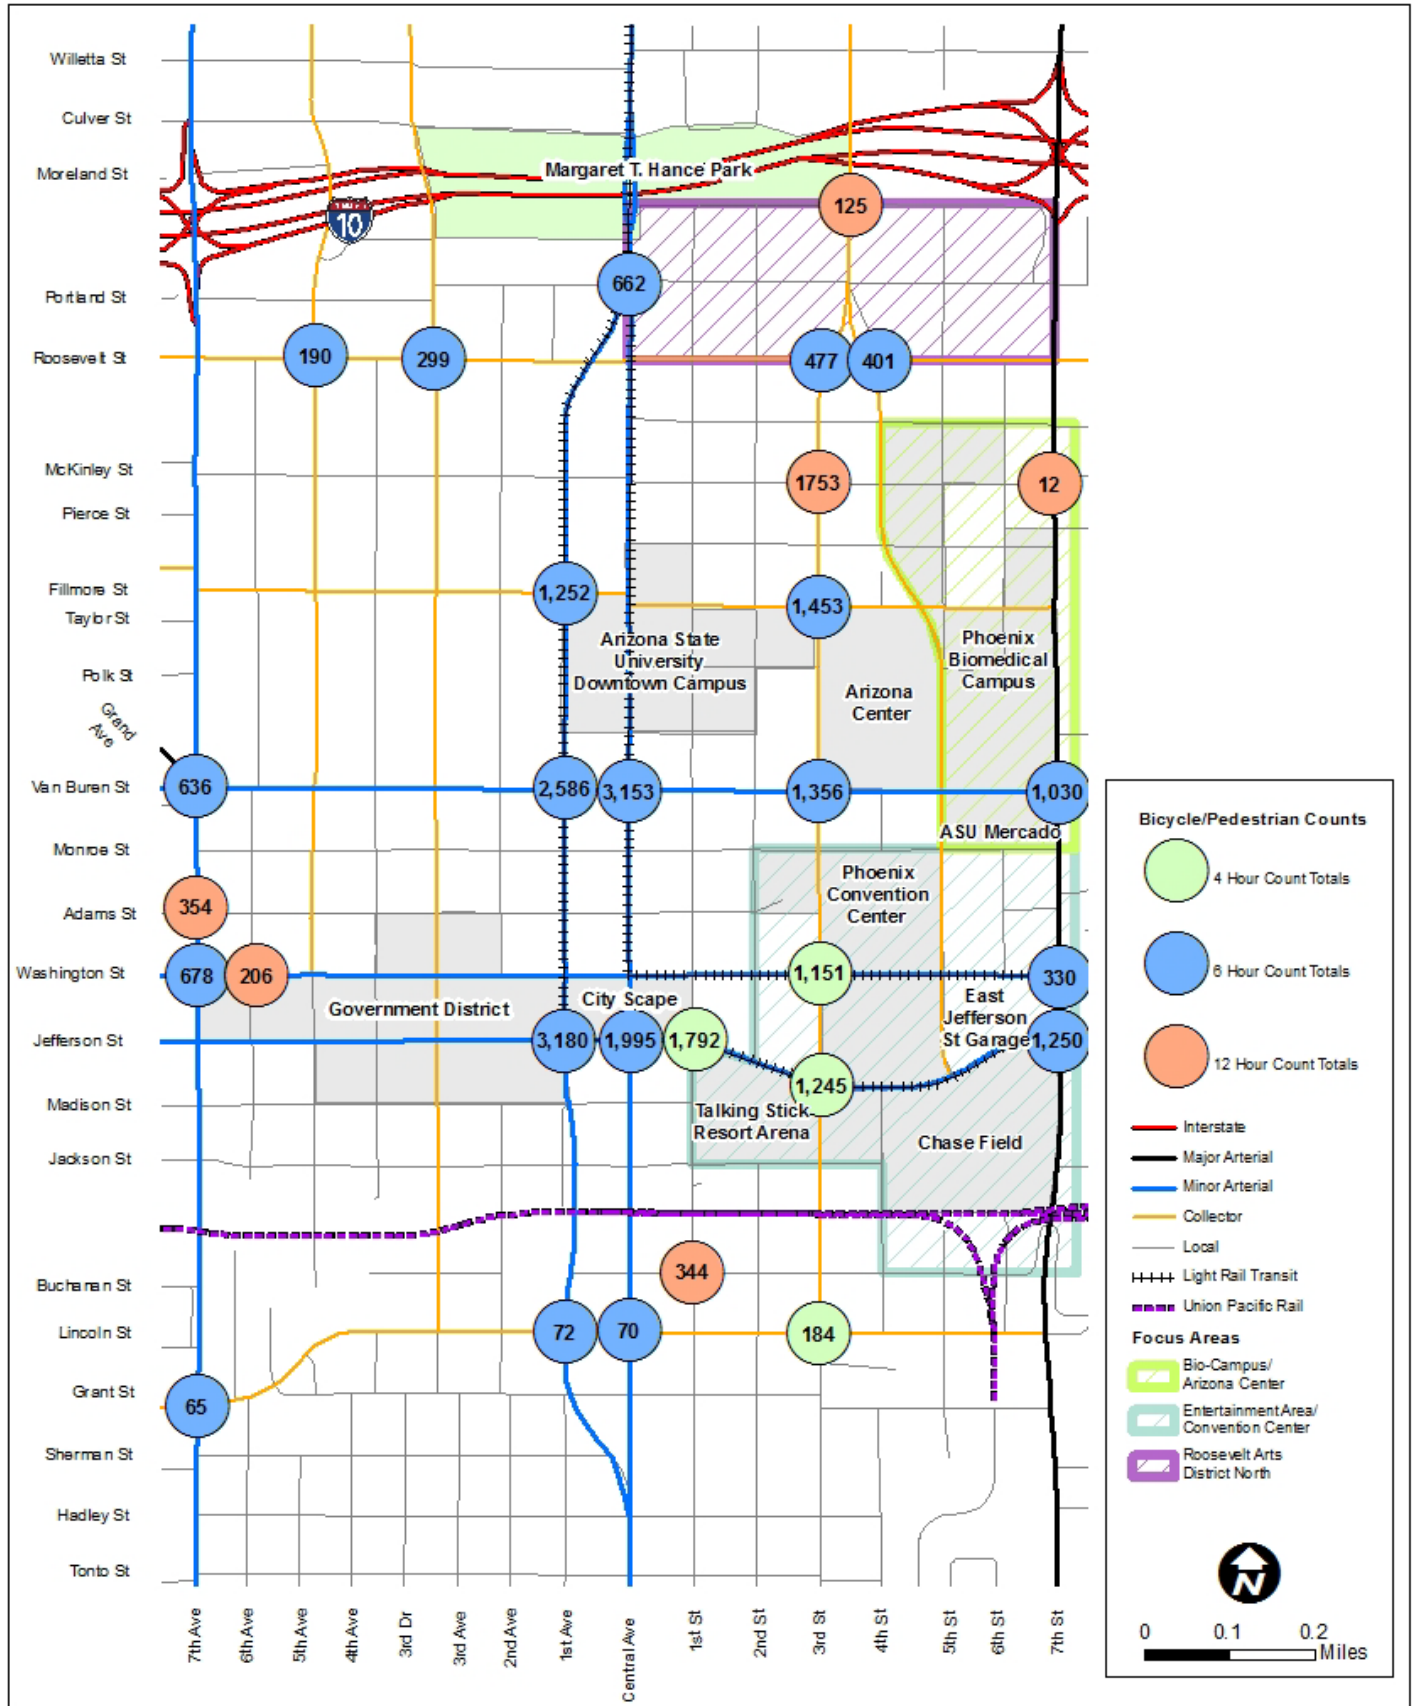 Willetta St
Culver St
Moreland St
Margaret T. Hance Park
125
10
662
Portland St
Roosevelt St
190
299
477
401
McKinley St
1753
12
Pierce St
Fillmore St
1,252
1,453
Taylor St
Arizona State
University
Downtown Campus
Phoenix
Biomedical
Campus
Polk St
Arizona
Center
Grand
Ave
Van Buren St
636
2,586
3,153
1,356
1,030
ASU Mercado
Monroe St
Phoenix
Convention
Center
354
Adams St
Washington St
678
206
1,151
330
Government District
City Scape
East
Jefferson
St Garage
Jefferson St
3,180
1,995
1,792
1,250
1,245
Madison St
Talking Stick
Resort Arena
Chase Field
Jackson St
344
Buchanan St
Lincoln St
72
70
184
Grant St
65
Sherman St
Hadley St
Tonto St
7th Ave
6th Ave
5th Ave
4th Ave
3rd Dr
3rd Ave
2nd Ave
1st Ave
Central Ave
1st St
2nd St
3rd St
4th St
5th St
6th St
7th St
Bicycle/Pedestrian Counts
4 Hour Count Totals
6 Hour Count Totals
12 Hour Count Totals
Interstate
Major Arterial
Minor Arterial
Collector
Local
Light Rail Transit
Union Pacific Rail
Focus Areas
Bio-Campus/
Arizona Center
Entertainment Area/
Convention Center
Roosevelt Arts
District North
N
0 0.1 0.2
Miles